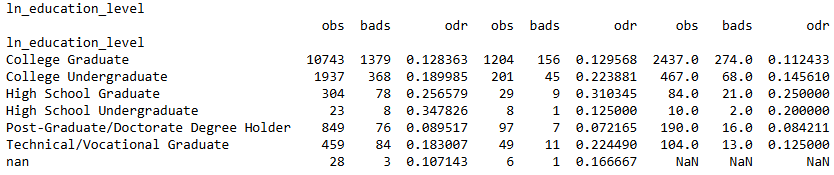 ln_education_level
obs bads odr obs bads odr obs bads odr
ln_education_level
College Graduate 10743 1379 0.128363 1204 156 0.129568 2437.0 274.0 0.112433
College Undergraduate 1937 368 0.189985 201 45 0.223881 467.0 68.0 0.145610
High School Graduate 304 78 0.256579 29 9 0.310345 84.0 21.0 0.250000
High School Undergraduate 23 8 0.347826 8 1 0.125000 10.0 2.0 0.200000
Post-Graduate/Doctorate Degree Holder 849 76 0.089517 97 7 0.072165 190.0 16.0 0.084211
Technical/Vocational Graduate 459 84 0.183007 49 11 0.224490 104.0 13.0 0.125000
nan 28 3 0.107143 6 1 0.166667 NaN NaN NaN